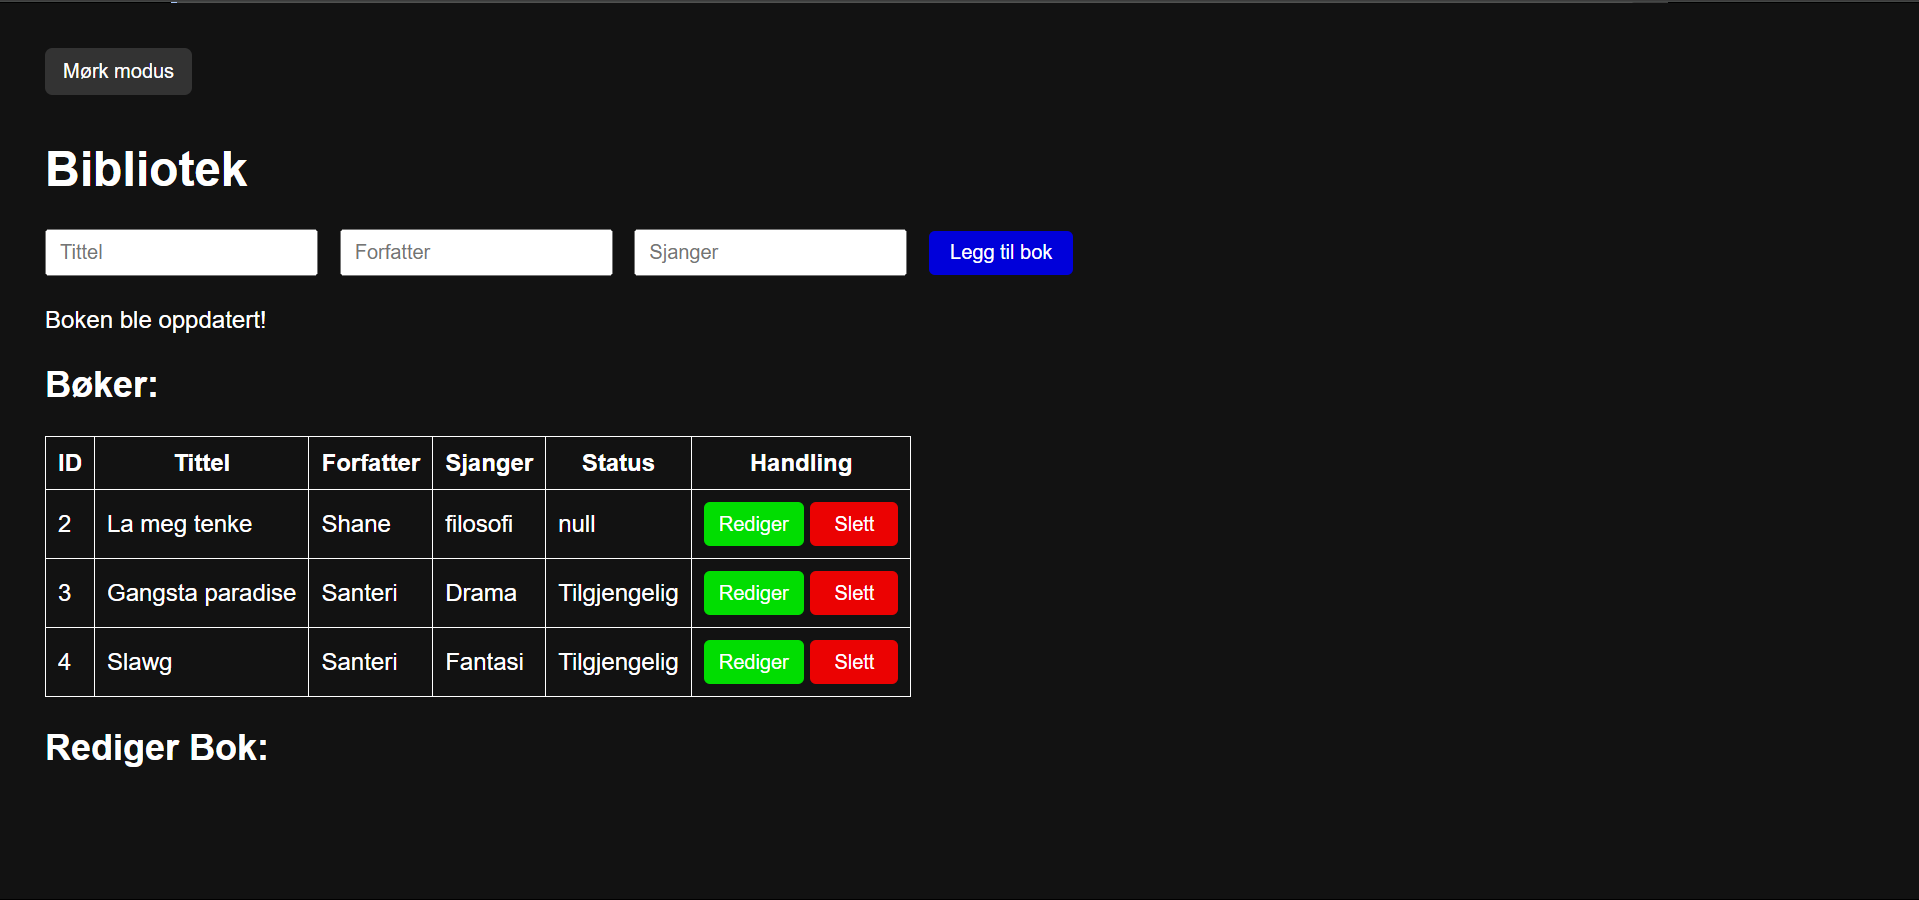 Mørk modus
Bibliotek
Tittel Forfatter Sjanger Legg til bok
Boken ble oppdatert!
Bøker:
ID Tittel Forfatter Sjanger Status Handling
2 La meg tenke Shane filosofi null Rediger Slett
3 Gangsta paradise Santeri Drama Tilgjengelig Rediger Slett
4 Slawg Santeri Fantasi Tilgjengelig Rediger Slett
Rediger Bok: